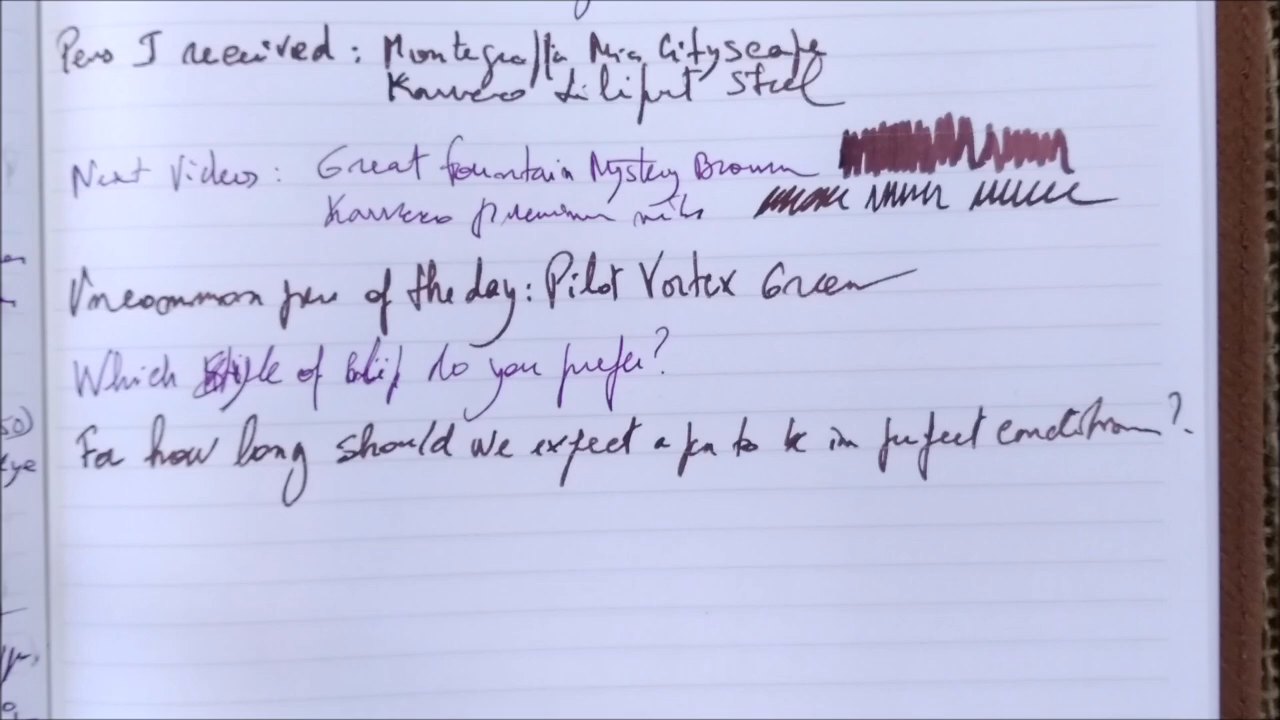 Pens I received: Montegrappa Mia Cityscape
Kaweco Liliput Steel
Next Videos: Great fountain Mystery Brown
Kaweco premium nibs
Uncommon pen of the day: Pilot Vortex Green
Which style of clip do you prefer?
For how long should we expect a pen to be in perfect condition?